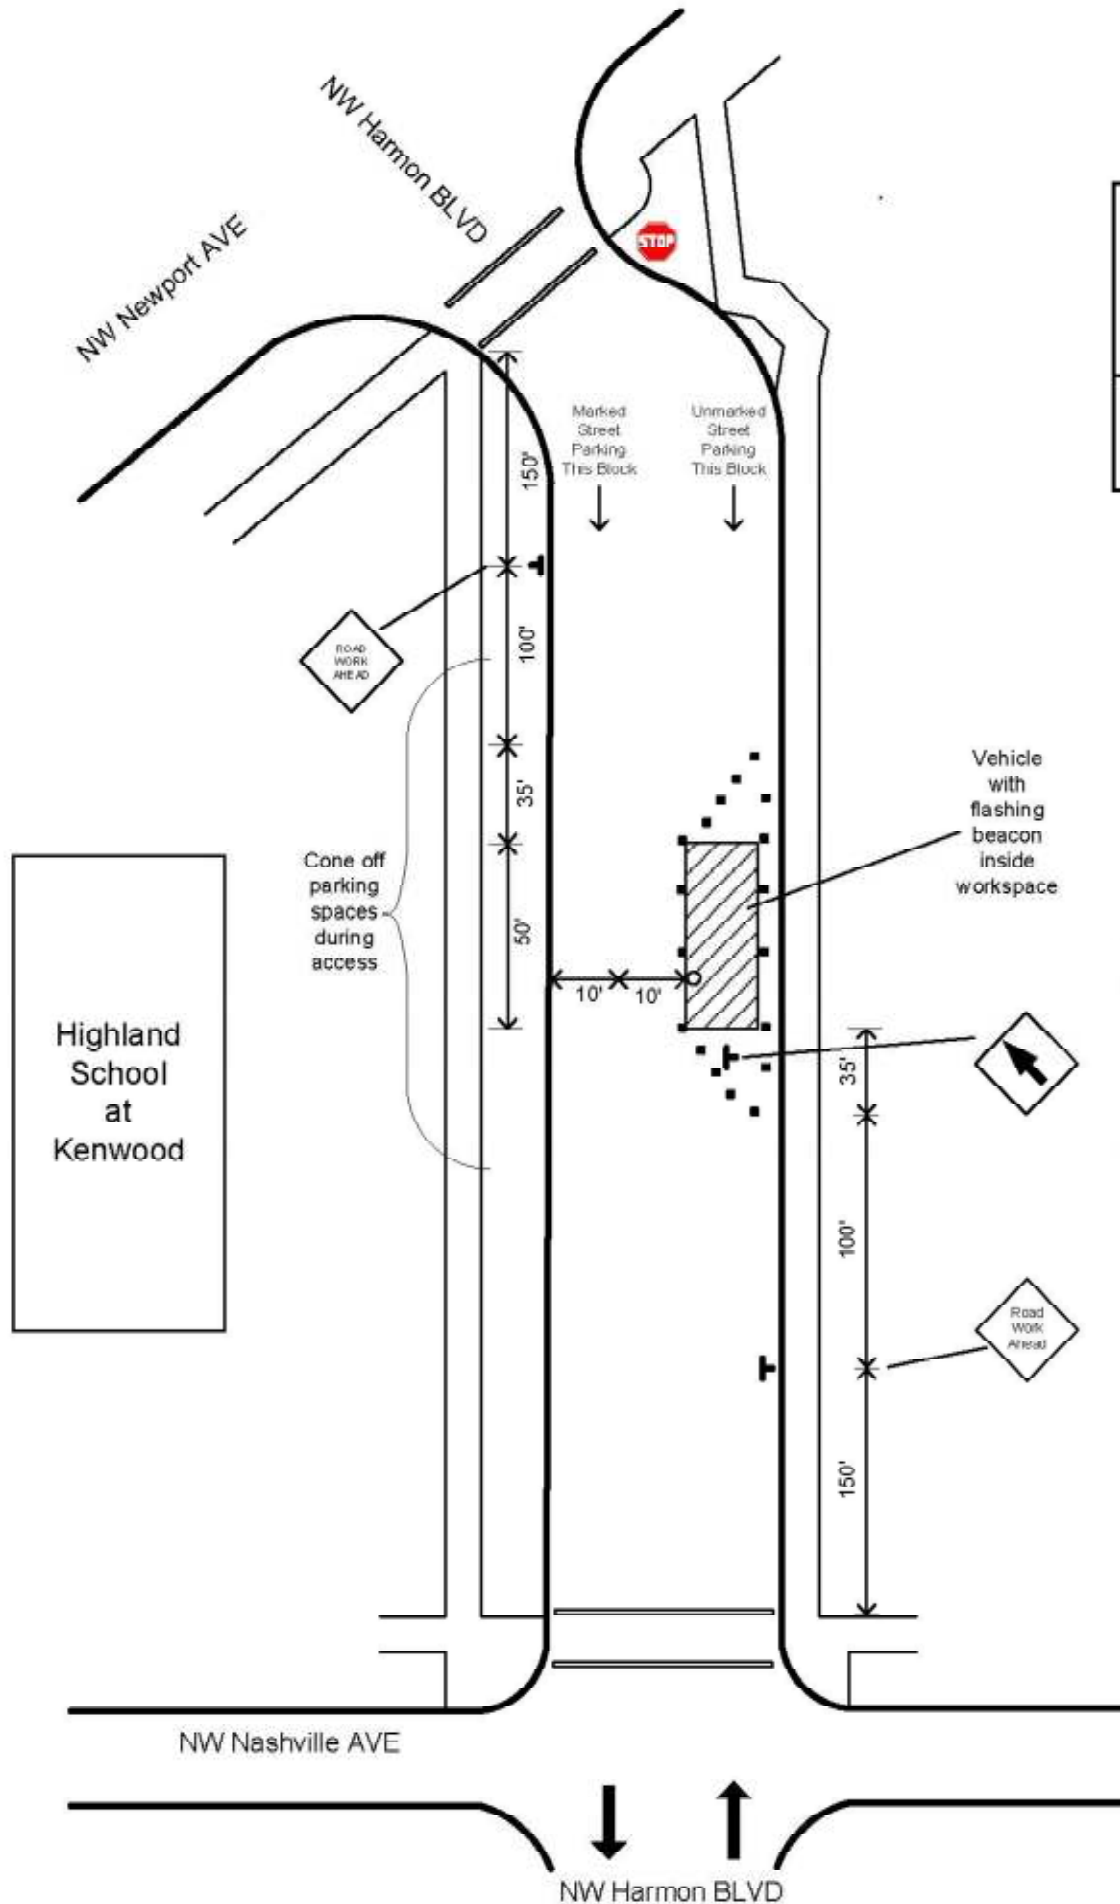 NW Harmon BLVD
NW Newport AVE
STOP
Marked
Street
Parking
This Block
Unmarked
Street
Parking
This Block
150'
ROAD
WORK
AHEAD
100'
35'
50'
Cone off
parking
spaces
during
access
Vehicle
with
flashing
beacon
inside
workspace
10'
10'
Highland
School
at
Kenwood
35'
100'
Road
Work
Ahead
150'
NW Nashville AVE
NW Harmon BLVD